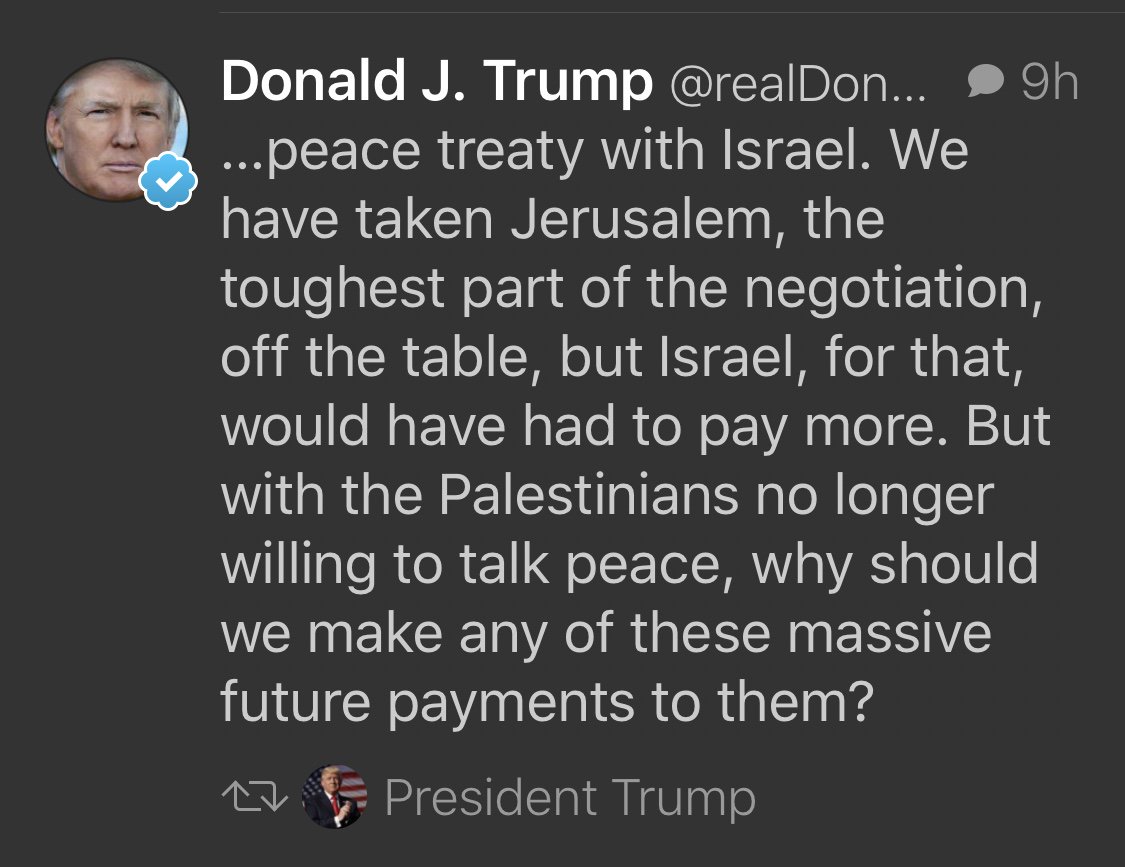 Donald J. Trump @realDon... 9h
...peace treaty with Israel. We
have taken Jerusalem, the
toughest part of the negotiation,
off the table, but Israel, for that,
would have had to pay more. But
with the Palestinians no longer
willing to talk peace, why should
we make any of these massive
future payments to them?
President Trump